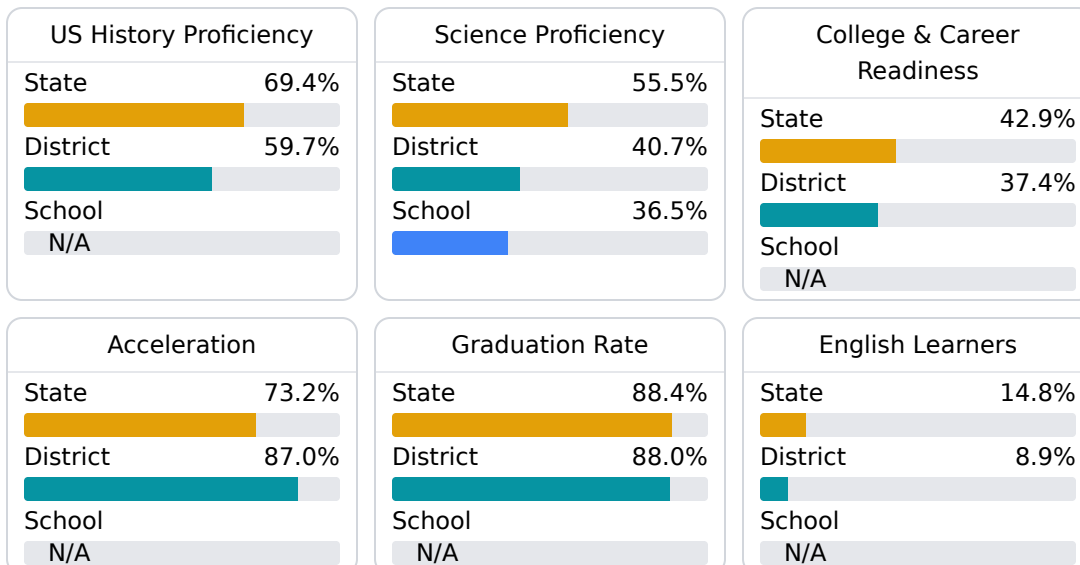 US History Proficiency
State 69.4%
District 59.7%
School
N/A
Science Proficiency
State 55.5%
District 40.7%
School 36.5%
College & Career
Readiness
State 42.9%
District 37.4%
School
N/A
Acceleration
State 73.2%
District 87.0%
School
N/A
Graduation Rate
State 88.4%
District 88.0%
School
N/A
English Learners
State 14.8%
District 8.9%
School
N/A